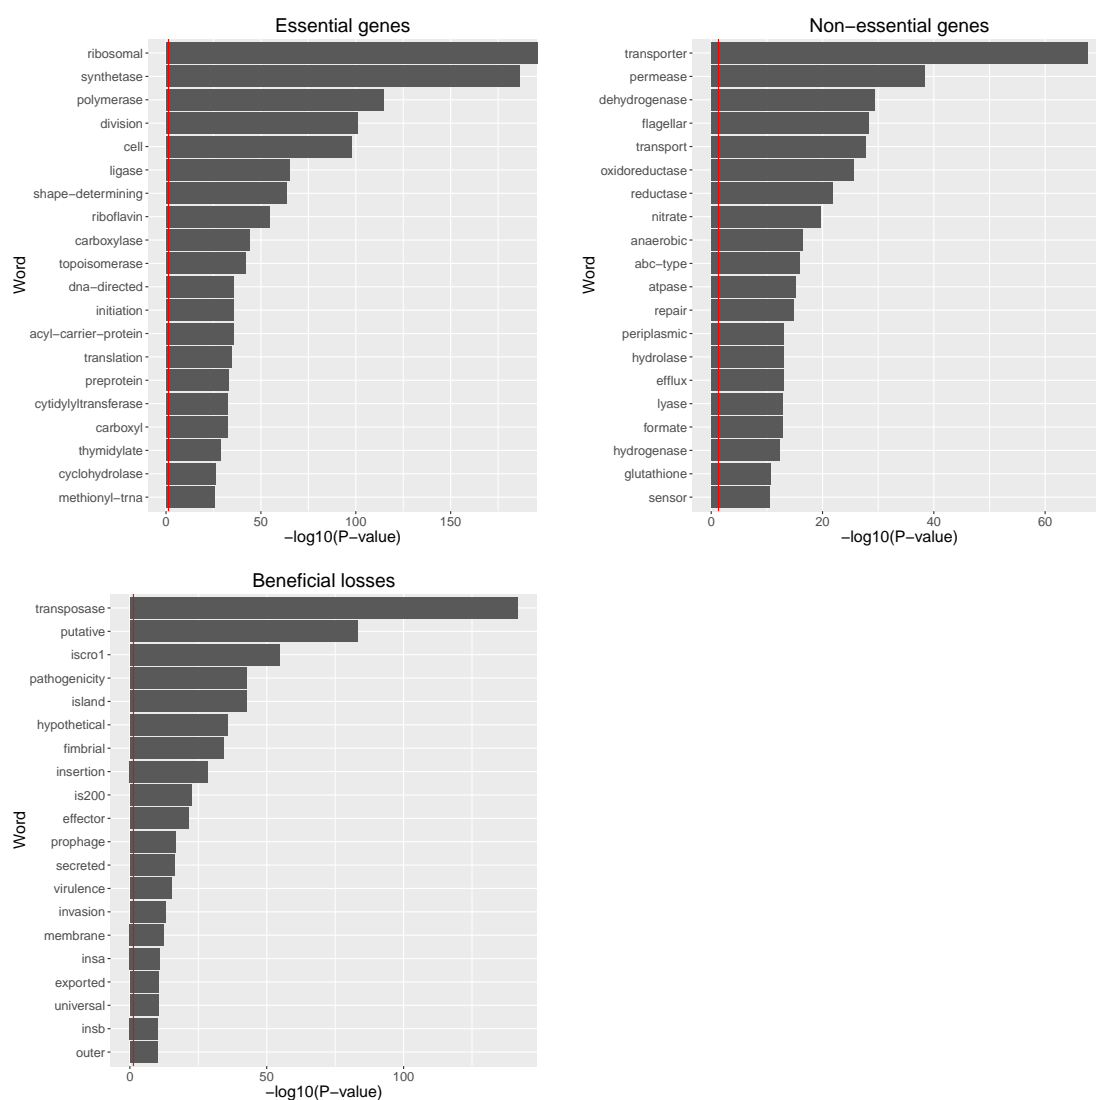 Essential genes
Word
ribosomal
synthetase
polymerase
division
cell
ligase
shape−determining
riboflavin
carboxylase
topoisomerase
dna−directed
initiation
acyl−carrier−protein
translation
preprotein
cytidylyltransferase
carboxyl
thymidylate
cyclohydrolase
methionyl−trna
0 50 100 150
−log10(P−value)
Non−essential genes
Word
transporter
permease
dehydrogenase
flagellar
transport
oxidoreductase
reductase
nitrate
anaerobic
abc−type
atpase
repair
periplasmic
hydrolase
efflux
lyase
formate
hydrogenase
glutathione
sensor
0 20 40 60
−log10(P−value)
Beneficial losses
Word
transposase
putative
iscro1
pathogenicity
island
hypothetical
fimbrial
insertion
is200
effector
prophage
secreted
virulence
invasion
membrane
insa
exported
universal
insb
outer
0 50 100
−log10(P−value)